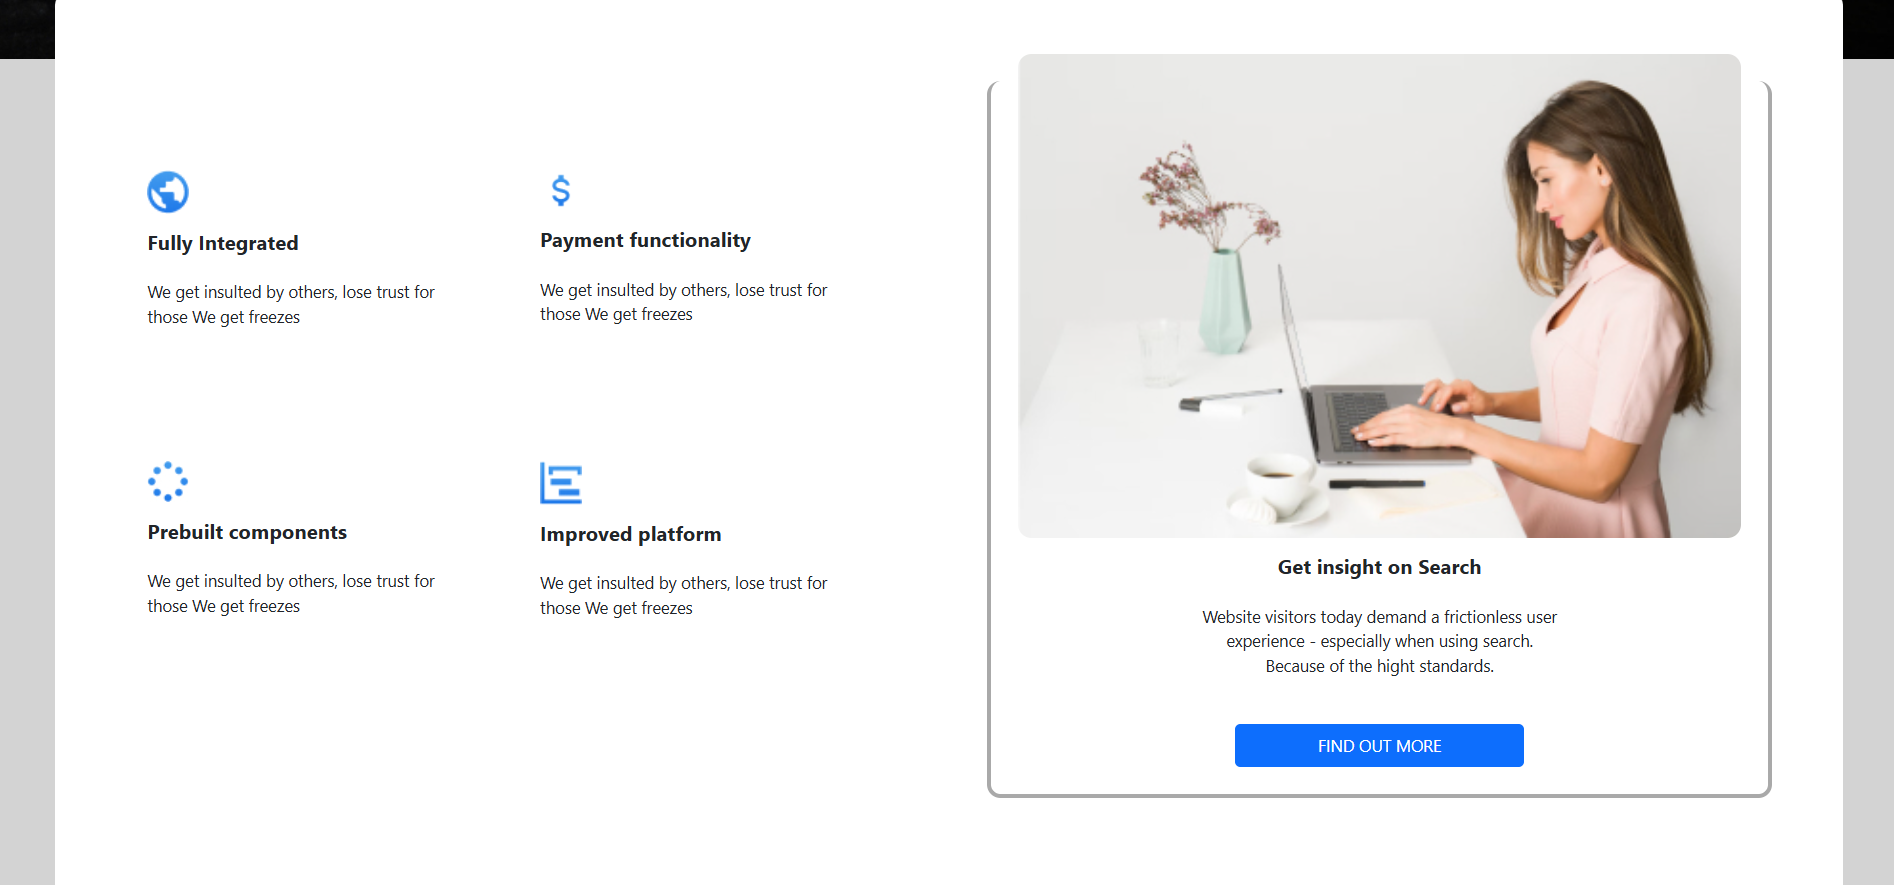 Fully Integrated
We get insulted by others, lose trust for
those We get freezes
Payment functionality
We get insulted by others, lose trust for
those We get freezes
Prebuilt components
We get insulted by others, lose trust for
those We get freezes
Improved platform
We get insulted by others, lose trust for
those We get freezes
Get insight on Search
Website visitors today demand a frictionless user
experience - especially when using search.
Because of the hight standards.
FIND OUT MORE